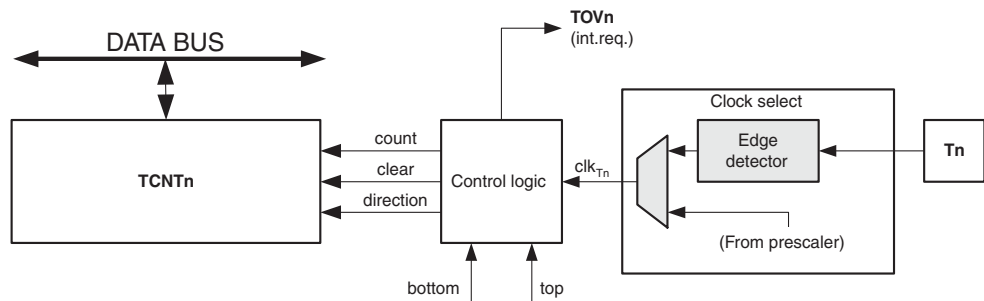 TOVn
(int.req.)
DATA BUS
Clock select
count
clear
direction
TCNTn
Control logic
clkTn
Edge
detector
Tn
(From prescaler)
bottom
top